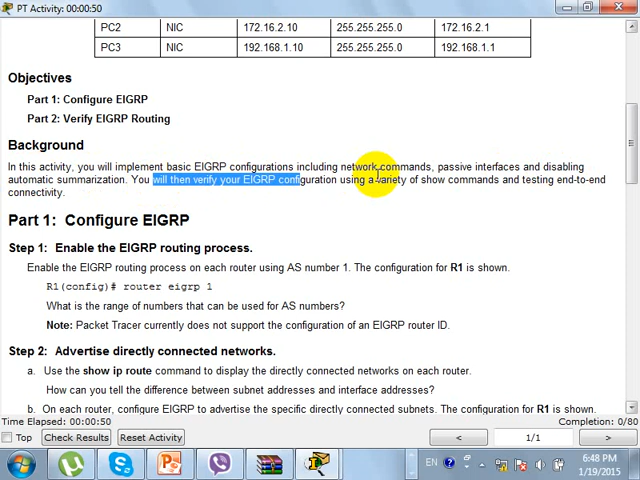 PT Activity: 00:00:50
PC2 NIC 172.16.2.10 255.255.255.0 172.16.2.1
PC3 NIC 192.168.1.10 255.255.255.0 192.168.1.1
Objectives
Part 1: Configure EIGRP
Part 2: Verify EIGRP Routing
Background
In this activity, you will implement basic EIGRP configurations including network commands, passive interfaces and disabling
automatic summarization. You will then verify your EIGRP configuration using a variety of show commands and testing end-to-end
connectivity.
Part 1: Configure EIGRP
Step 1: Enable the EIGRP routing process.
Enable the EIGRP routing process on each router using AS number 1. The configuration for R1 is shown.
R1(config)# router eigrp 1
What is the range of numbers that can be used for AS numbers?
Note: Packet Tracer currently does not support the configuration of an EIGRP router ID.
Step 2: Advertise directly connected networks.
a. Use the show ip route command to display the directly connected networks on each router.
How can you tell the difference between subnet addresses and interface addresses?
b. On each router, configure EIGRP to advertise the specific directly connected subnets. The configuration for R1 is shown.
Time Elapsed: 00:00:50 Completion: 0/80
Top Check Results Reset Activity < 1/1 >
EN 6:48 PM
1/19/2015